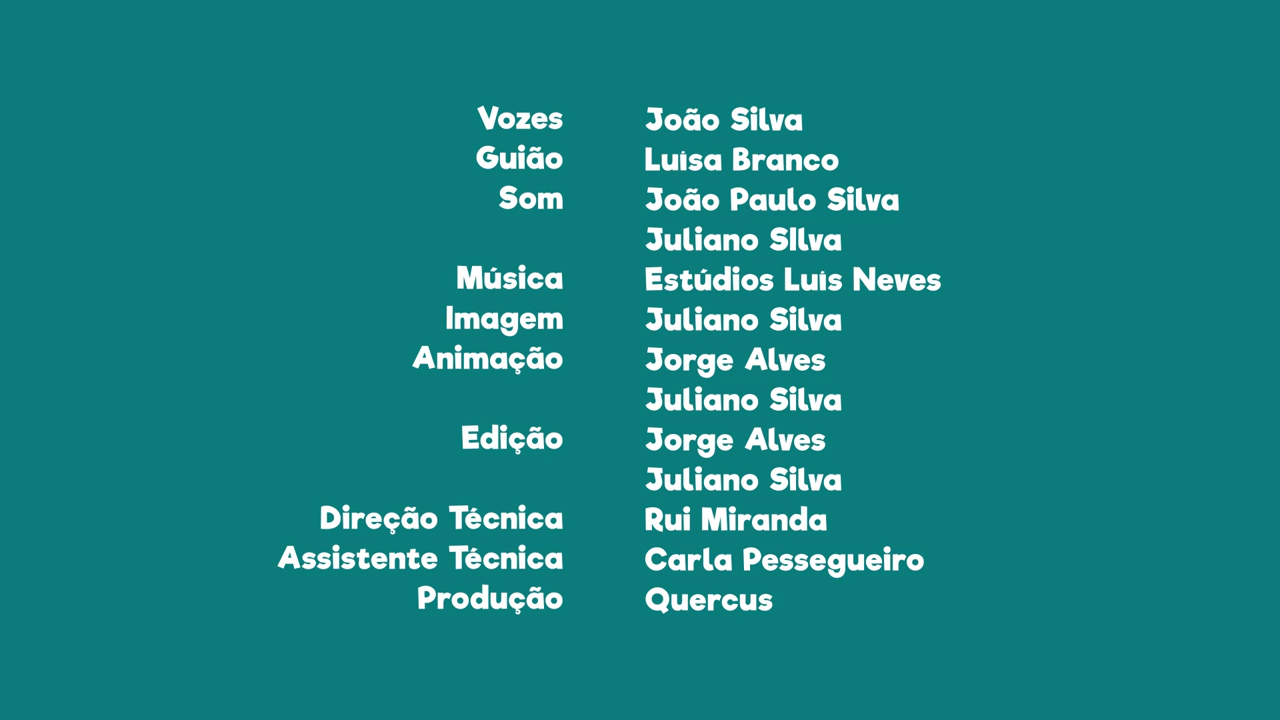 Vozes João Silva
Guião Luísa Branco
Som João Paulo Silva
Juliano SIlva
Música Estúdios Luís Neves
Imagem Juliano Silva
Animação Jorge Alves
Juliano Silva
Edição Jorge Alves
Juliano Silva
Direção Técnica Rui Miranda
Assistente Técnica Carla Pessegueiro
Produção Quercus